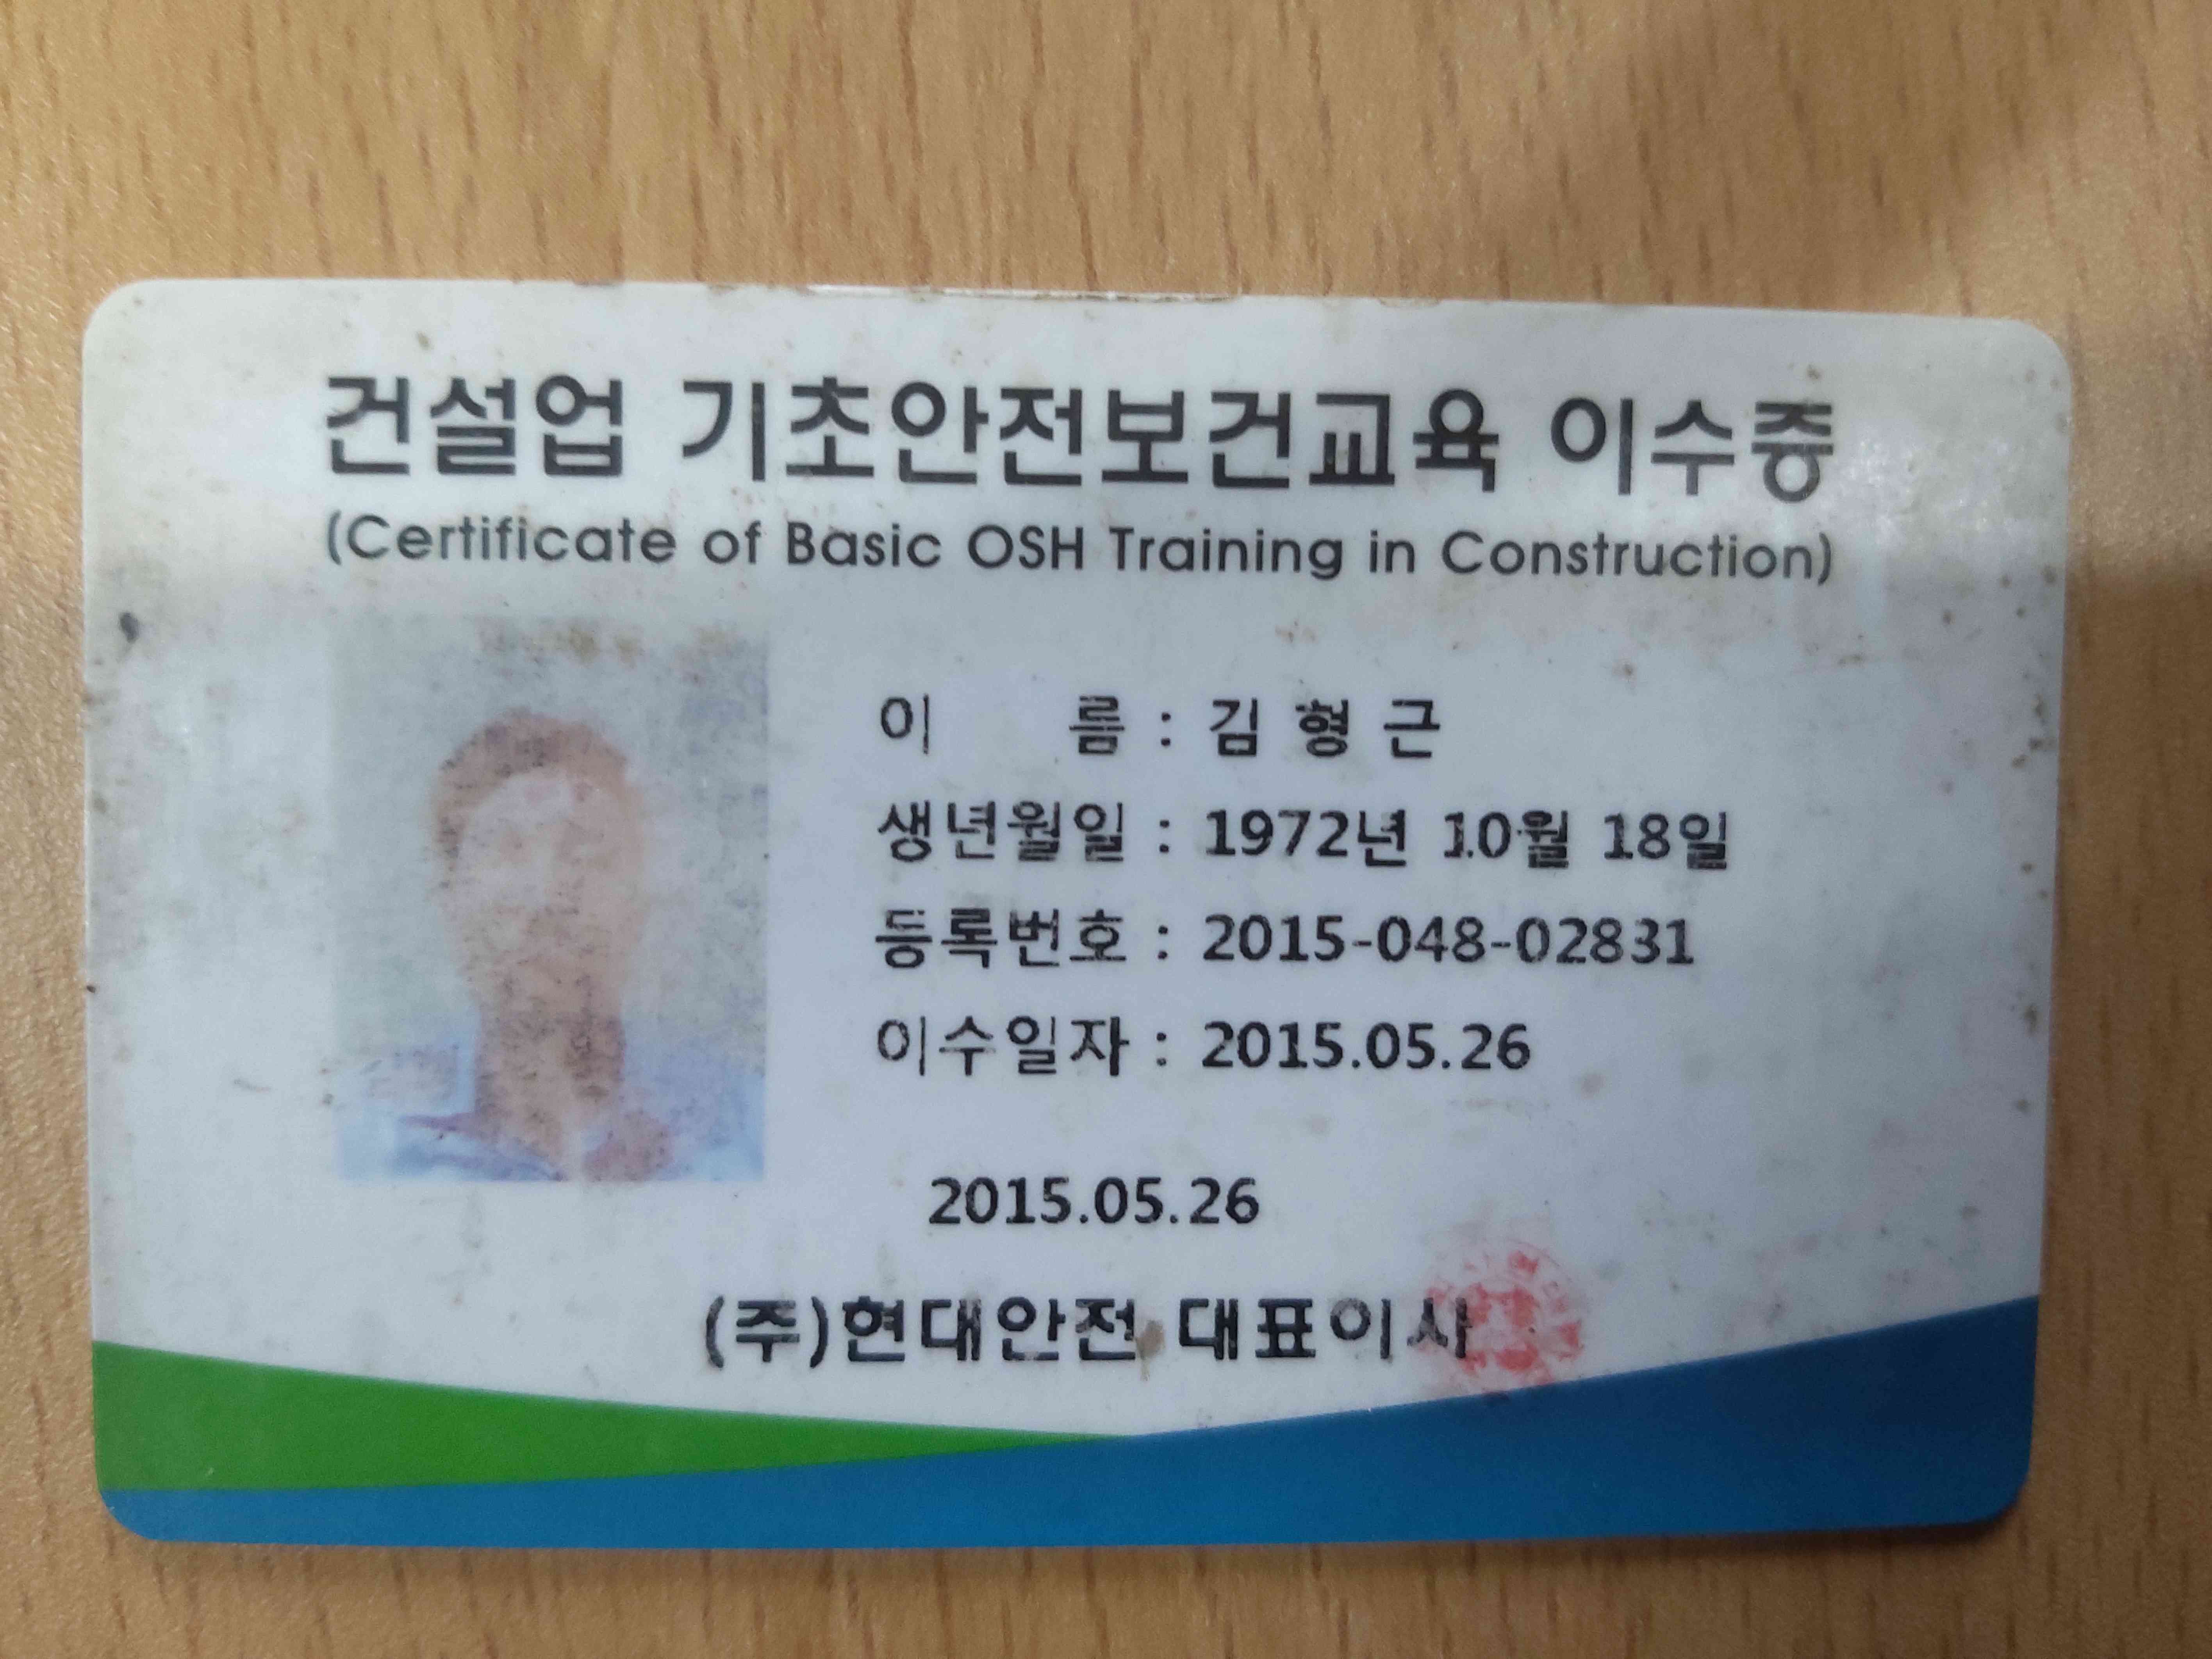 건설업 기초안전보건교육 이수증
(Certificate of Basic OSH Training in Construction)
이 름 : 김 형 근
생년월일 : 1972년 10월 18일
등록번호 : 2015-048-02831
이수일자 : 2015.05.26
2015.05.26
(주)현대안전 대표이사